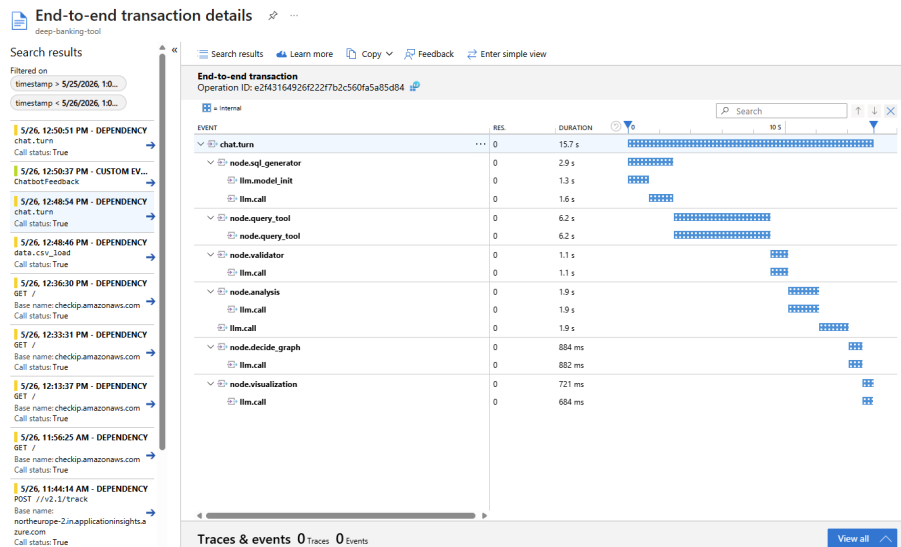 End-to-end transaction details
deep-banking-tool
Search results
Filtered on
timestamp > 5/25/2026, 1:0...
timestamp < 5/26/2026, 1:0...
5/26, 12:50:51 PM - DEPENDENCY
chat.turn
Call status: True
5/26, 12:50:37 PM - CUSTOM EV...
ChatbotFeedback
5/26, 12:48:54 PM - DEPENDENCY
chat.turn
Call status: True
5/26, 12:48:46 PM - DEPENDENCY
data.csv_load
Call status: True
5/26, 12:36:30 PM - DEPENDENCY
GET /
Base name: checkip.amazonaws.com
Call status: True
5/26, 12:33:31 PM - DEPENDENCY
GET /
Base name: checkip.amazonaws.com
Call status: True
5/26, 12:13:37 PM - DEPENDENCY
GET /
Base name: checkip.amazonaws.com
Call status: True
5/26, 11:56:25 AM - DEPENDENCY
GET /
Base name: checkip.amazonaws.com
Call status: True
5/26, 11:44:14 AM - DEPENDENCY
POST //v2.1/track
Base name:
northeurope-2.in.applicationinsights.a
zure.com
Call status: True
Search results Learn more Copy Feedback Enter simple view
End-to-end transaction
Operation ID: e2f43164926f222f7b2c560fa5a85d84
= Internal
Search
EVENT RES. DURATION 0 10 S
chat.turn ... 0 15.7 s
node.sql_generator 0 2.9 s
llm.model_init 0 1.3 s
llm.call 0 1.6 s
node.query_tool 0 6.2 s
node.query_tool 0 6.2 s
node.validator 0 1.1 s
llm.call 0 1.1 s
node.analysis 0 1.9 s
llm.call 0 1.9 s
llm.call 0 1.9 s
node.decide_graph 0 884 ms
llm.call 0 882 ms
node.visualization 0 721 ms
llm.call 0 684 ms
Traces & events 0 Traces 0 Events
View all